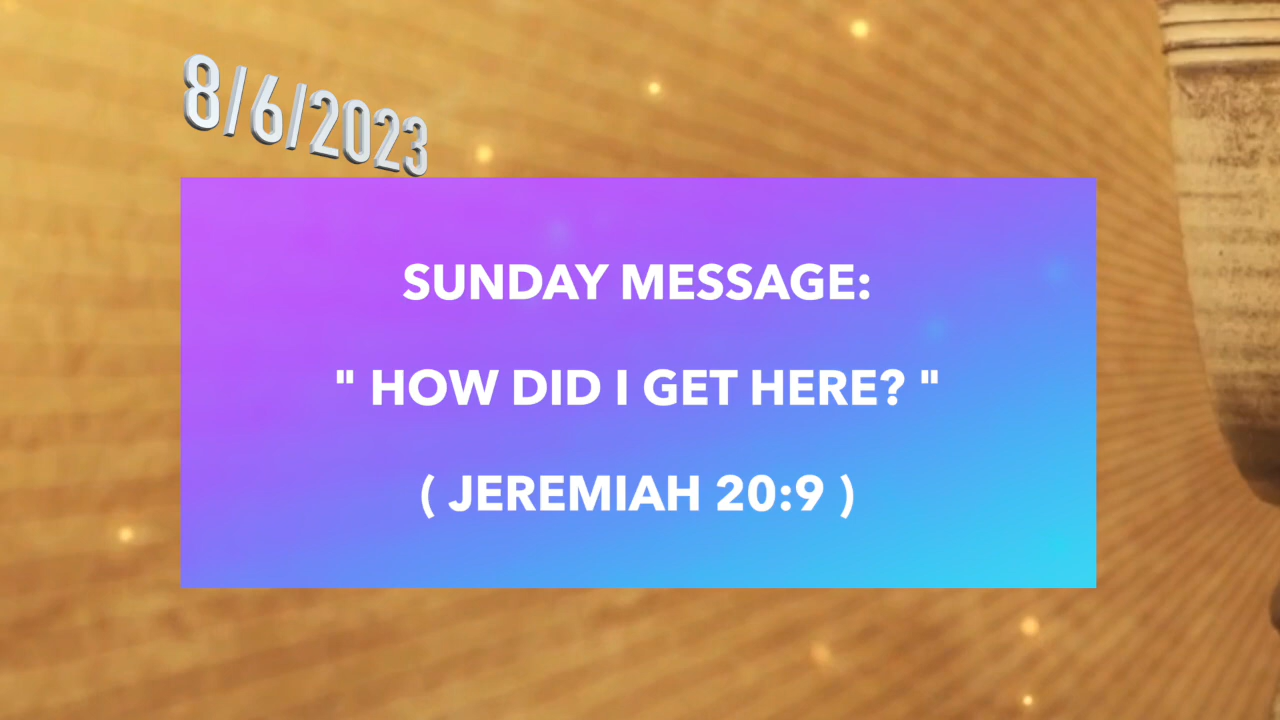 8/6/2023
SUNDAY MESSAGE:
" HOW DID I GET HERE? "
( JEREMIAH 20:9 )